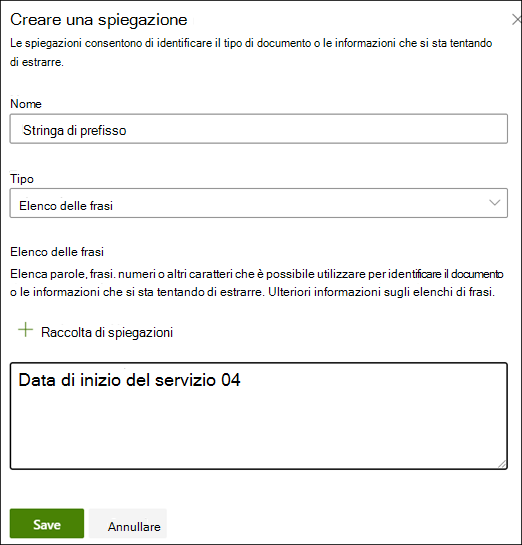 Creare una spiegazione
Le spiegazioni consentono di identificare il tipo di documento o le informazioni che si sta tentando
di estrarre.
Nome
Stringa di prefisso
Tipo
Elenco delle frasi
Elenco delle frasi
Elenca parole, frasi. numeri o altri caratteri che è possibile utilizzare per identificare il documento
o le informazioni che si sta tentando di estrarre. Ulteriori informazioni sugli elenchi di frasi.
Raccolta di spiegazioni
Data di inizio del servizio 04
Save Annullare